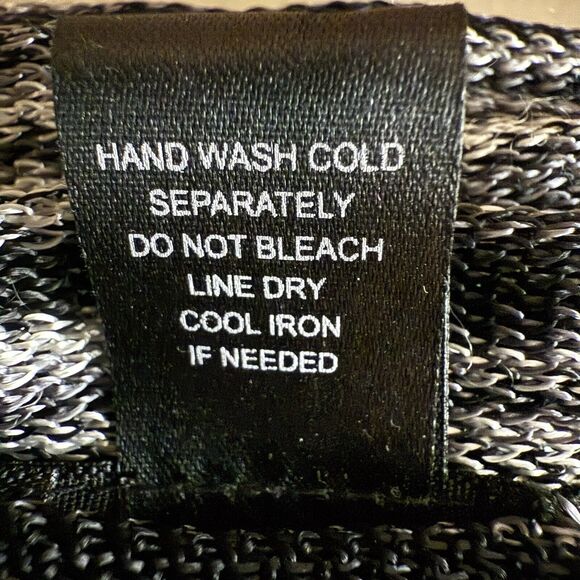 HAND WASH COLD
SEPARATELY
DO NOT BLEACH
LINE DRY
COOL IRON
IF NEEDED